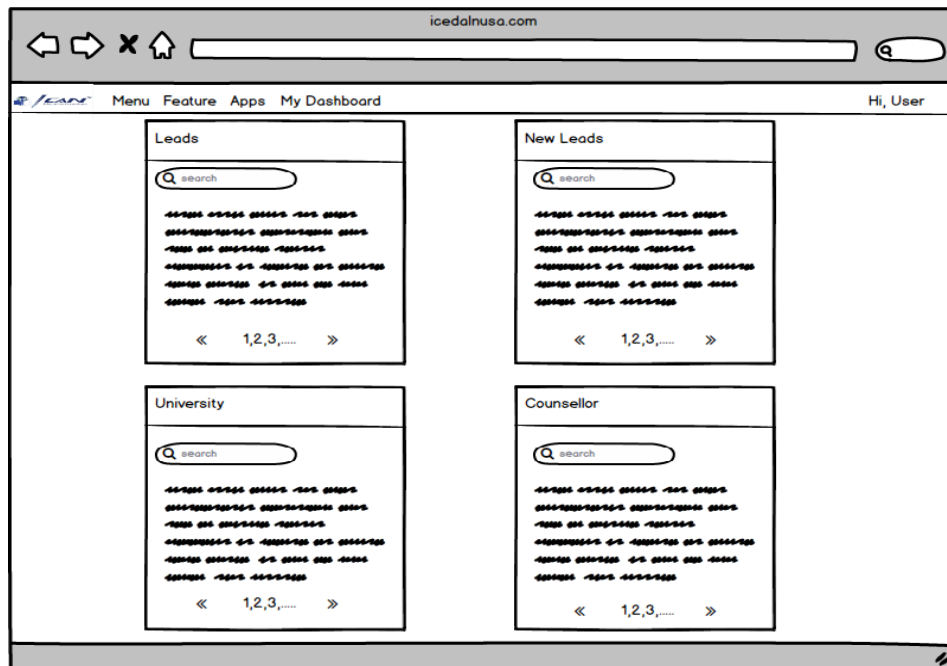 icedalnusa.com
ICAN Menu Feature Apps My Dashboard Hi, User
Leads
search
1,2,3,.....
New Leads
search
1,2,3,.....
University
search
1,2,3,.....
Counsellor
search
1,2,3,.....